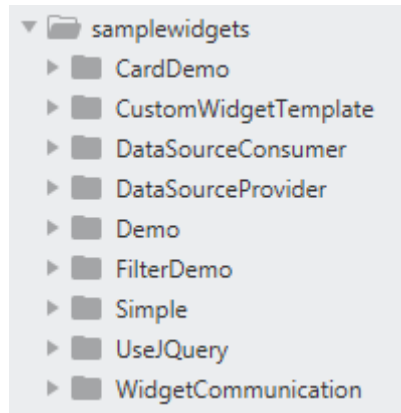 samplewidgets
CardDemo
CustomWidgetTemplate
DataSourceConsumer
DataSourceProvider
Demo
FilterDemo
Simple
UseJQuery
WidgetCommunication